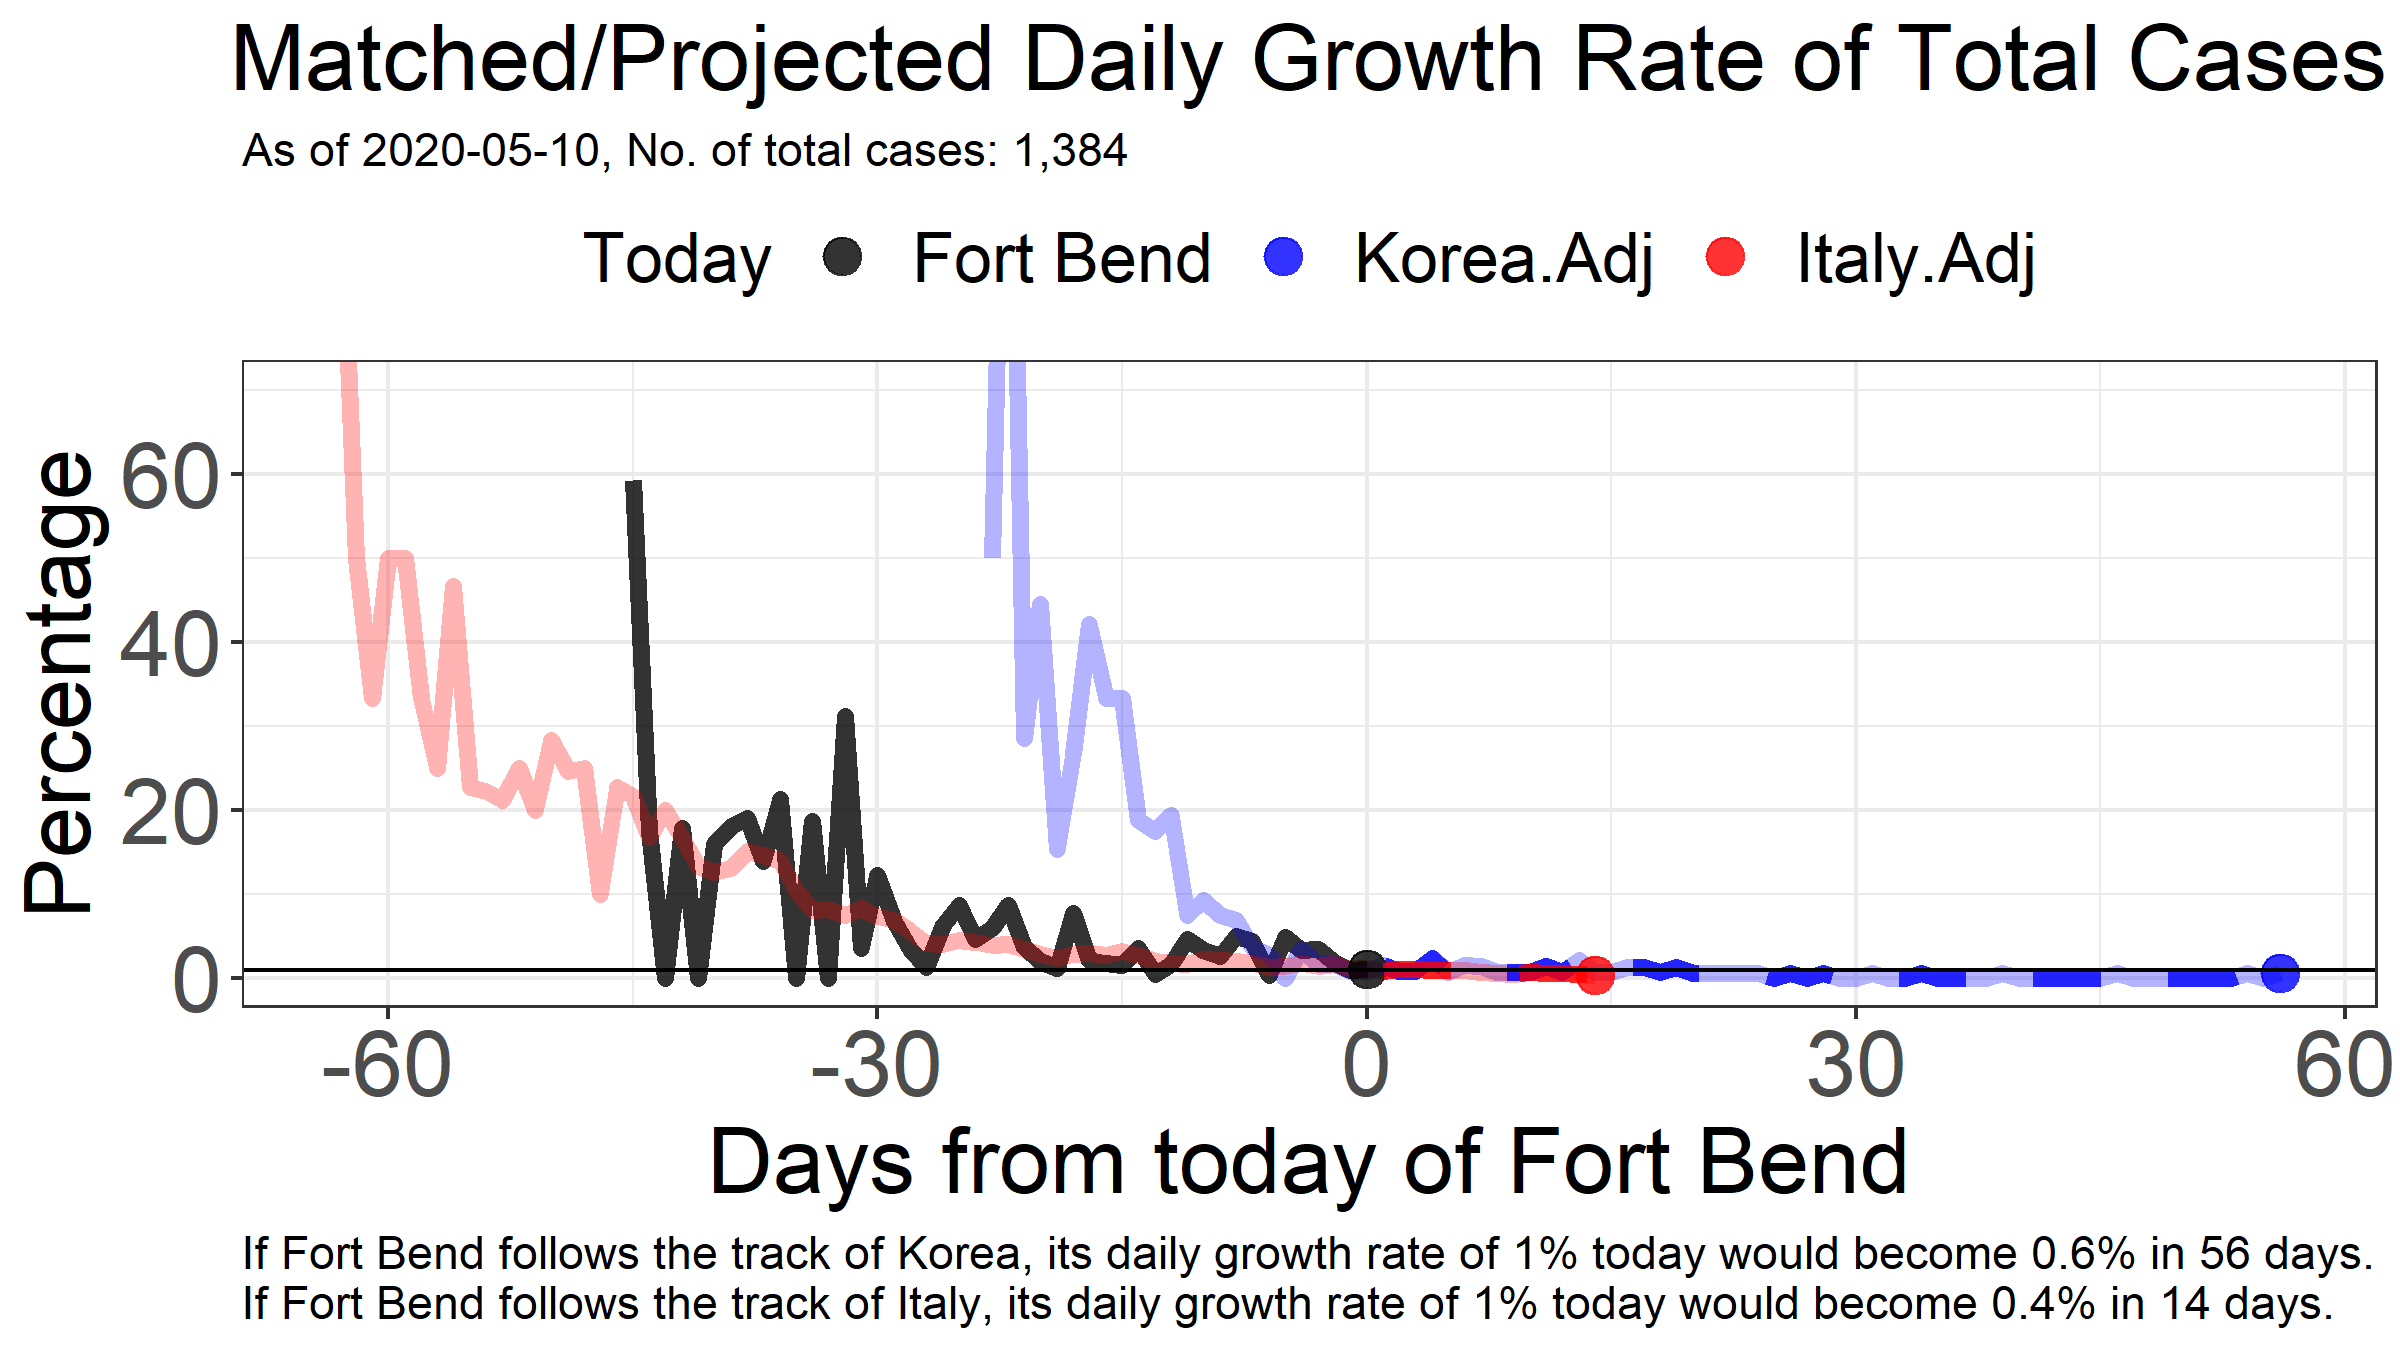 Matched/Projected Daily Growth Rate of Total Cases
As of 2020-05-10, No. of total cases: 1,384
Today Fort Bend Korea.Adj Italy.Adj
Percentage
60
40
20
0
-60 -30 0 30 60
Days from today of Fort Bend
If Fort Bend follows the track of Korea, its daily growth rate of 1% today would become 0.6% in 56 days.
If Fort Bend follows the track of Italy, its daily growth rate of 1% today would become 0.4% in 14 days.